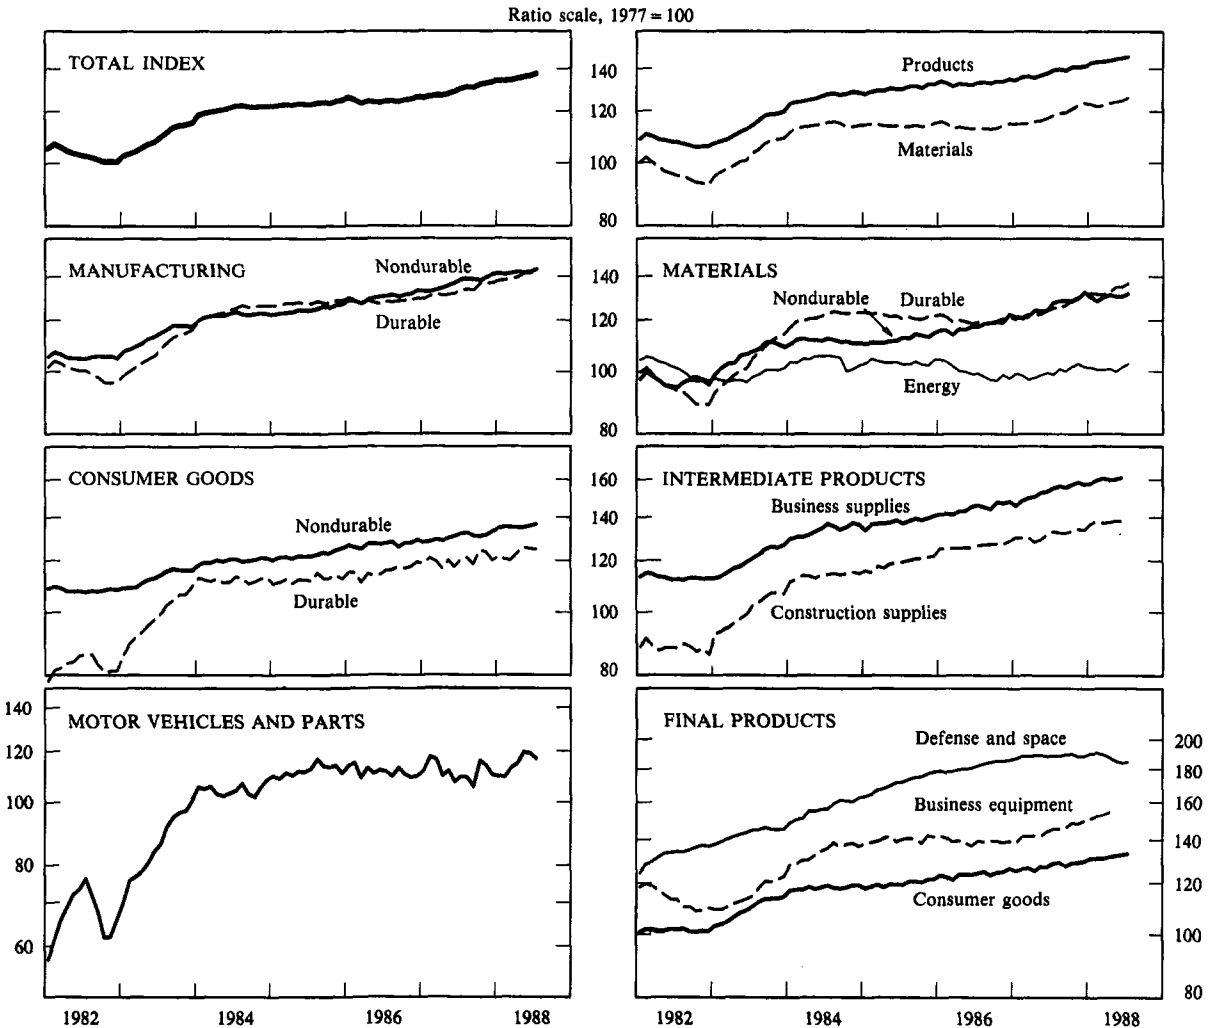 Ratio scale, 1977 = 100
TOTAL INDEX
140
120
100
80
Products
Materials
MANUFACTURING
Nondurable
Durable
140
120
100
80
MATERIALS
Nondurable
Durable
Energy
CONSUMER GOODS
Nondurable
Durable
160
140
120
100
80
INTERMEDIATE PRODUCTS
Business supplies
Construction supplies
140
120
100
80
60
MOTOR VEHICLES AND PARTS
FINAL PRODUCTS
Defense and space
Business equipment
Consumer goods
200
180
160
140
120
100
80
1982 1984 1986 1988
1982 1984 1986 1988